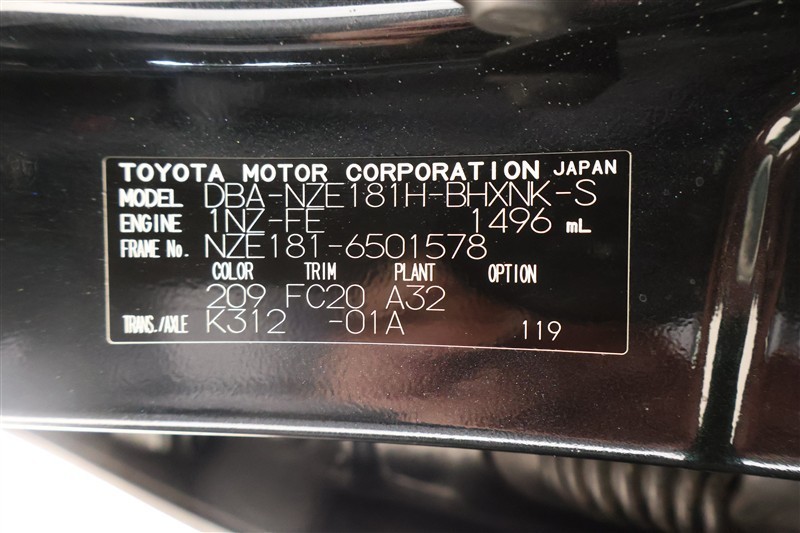 TOYOTA MOTOR CORPORATION JAPAN
MODEL DBA-NZE181H-BHXNK-S
ENGINE 1NZ-FE 1496 mL
FRAME No. NZE181-6501578
COLOR TRIM PLANT OPTION
209 FC20 A32
TRANS./AXLE K312 -01A 119